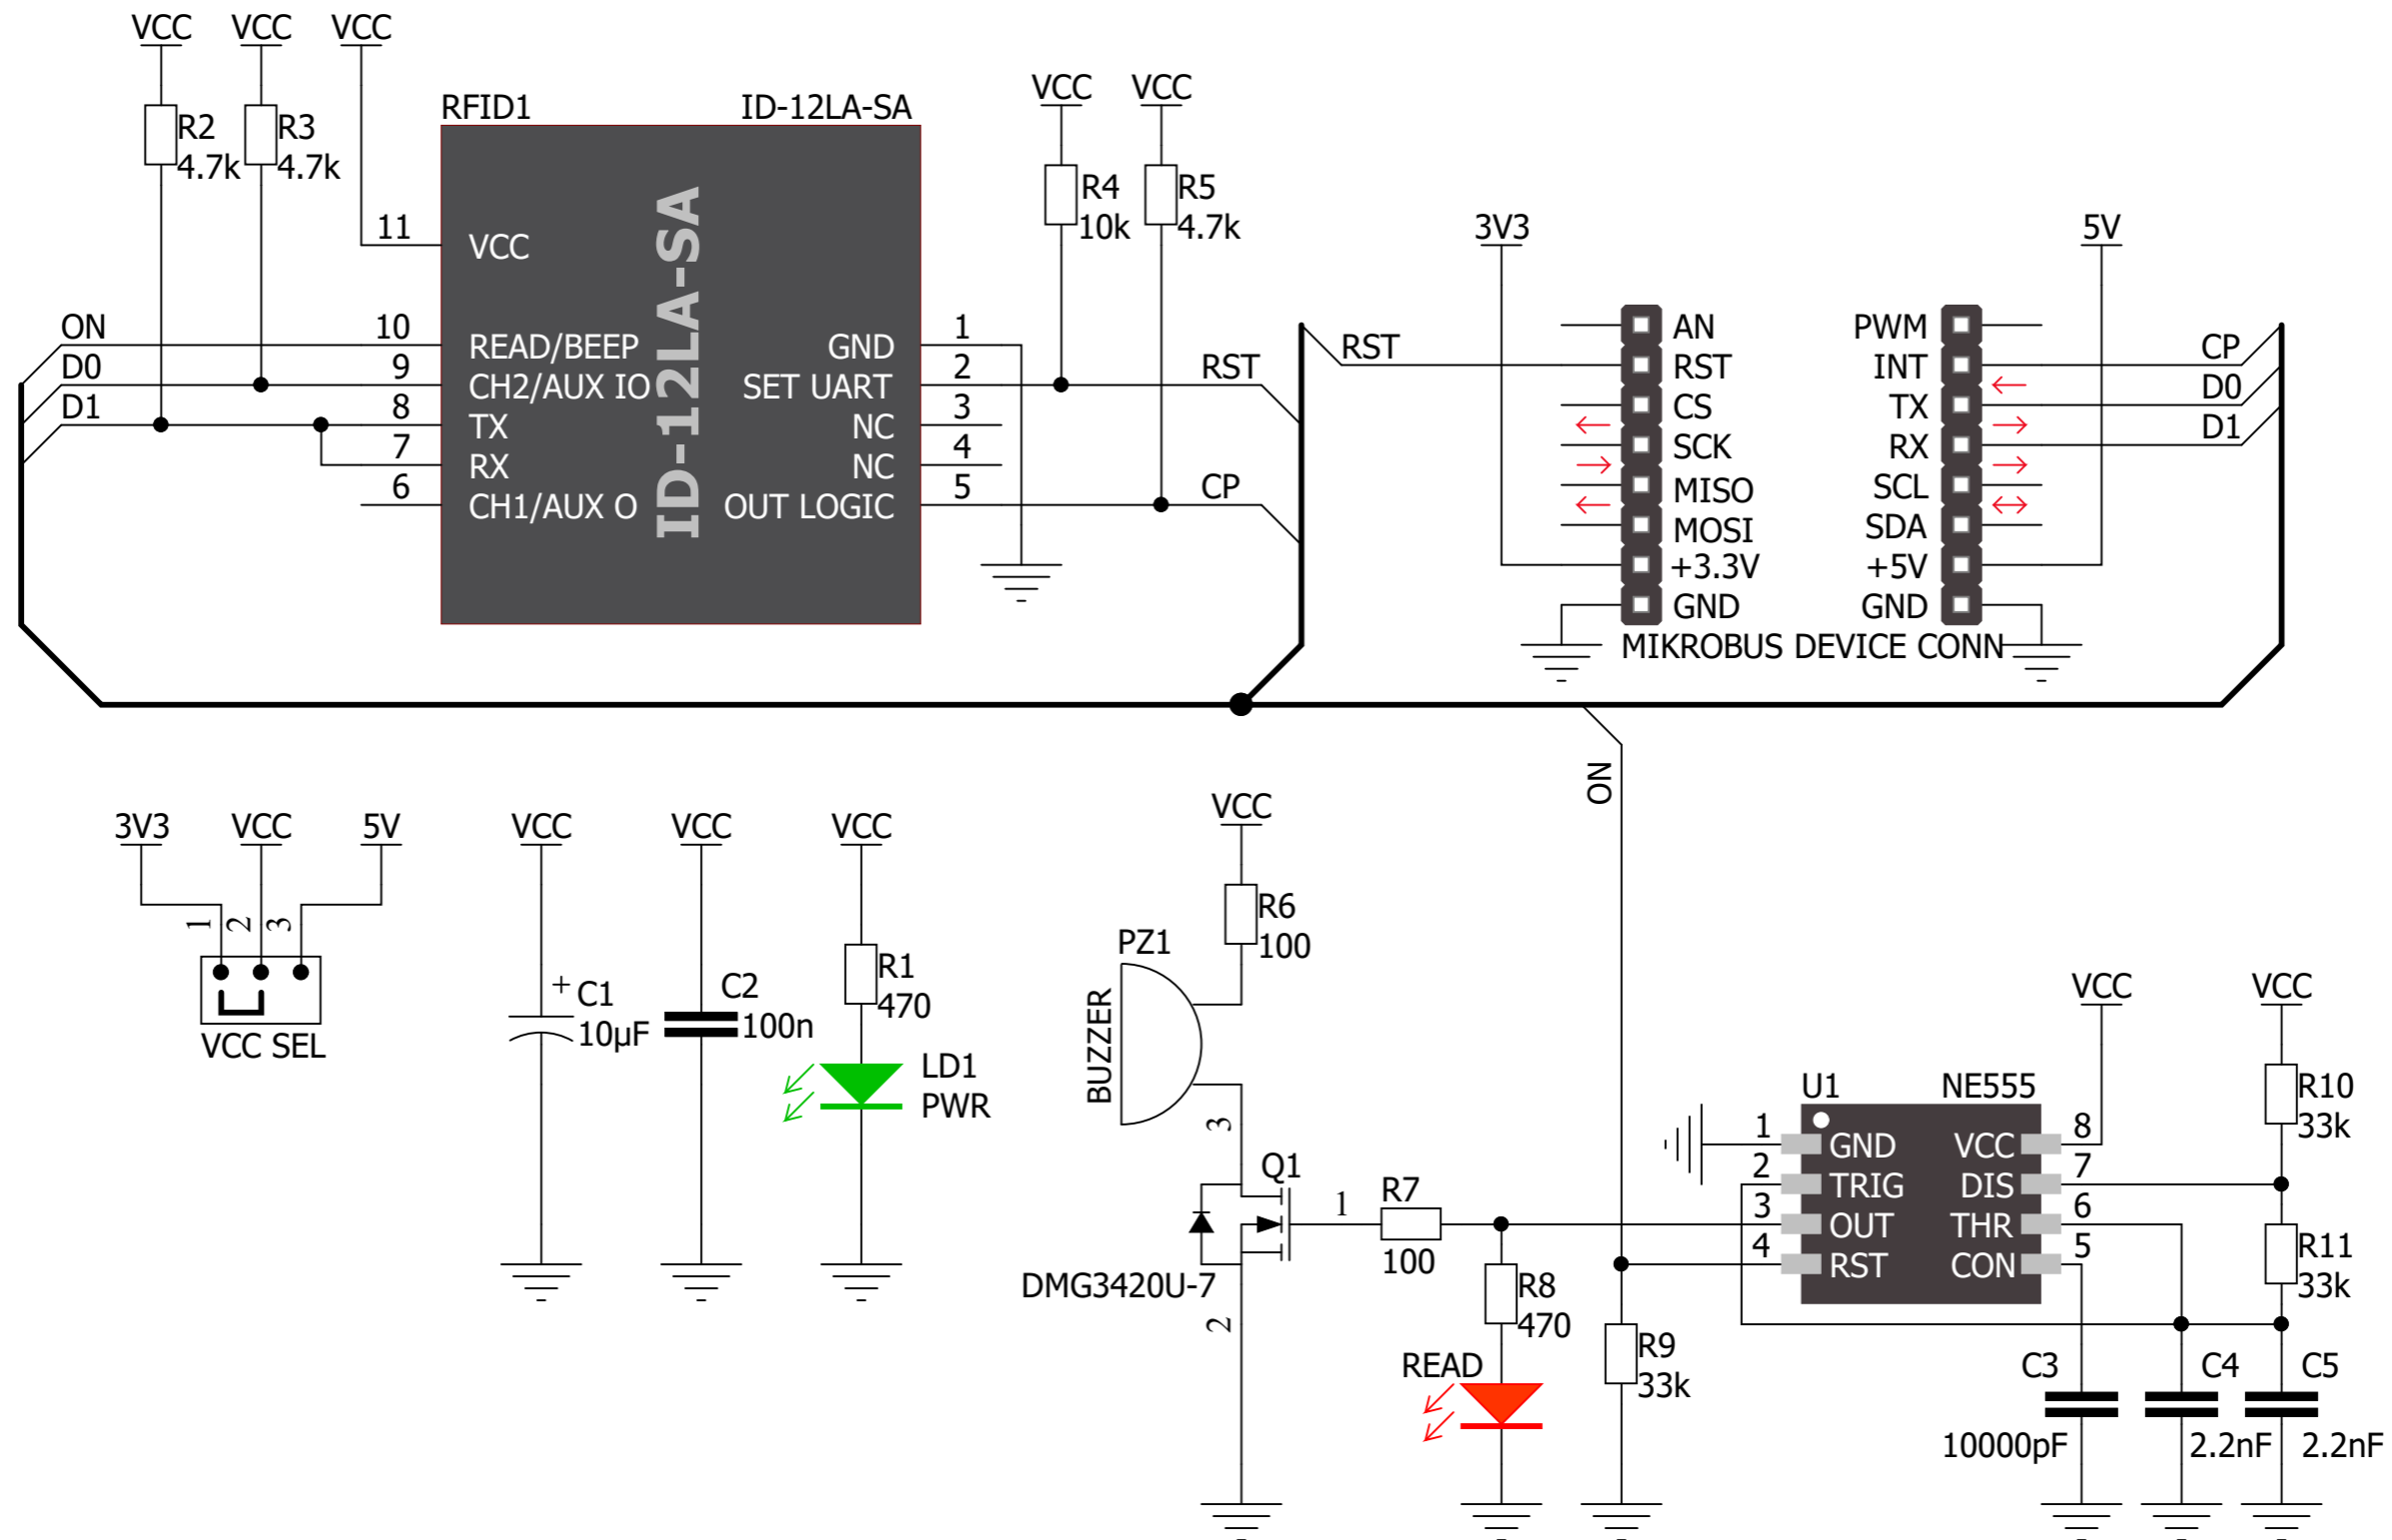 VCC VCC VCC
R2 4.7k
R3 4.7k
RFID1 ID-12LA-SA
ID-12LA-SA
11 VCC
ON 10 READ/BEEP
D0 9 CH2/AUX IO
D1 8 TX
7 RX
6 CH1/AUX O
GND 1
SET UART 2 RST
NC 3
NC 4
OUT LOGIC 5 CP
VCC VCC
R4 10k
R5 4.7k
3V3 5V
RST
AN PWM
RST INT CP
CS TX D0
SCK RX D1
MISO SCL
MOSI SDA
+3.3V +5V
GND GND
MIKROBUS DEVICE CONN
ON
3V3 VCC 5V
1 2 3
VCC SEL
VCC
+ C1
10µF
VCC
C2
100n
VCC
R1
470
LD1
PWR
VCC
R6
100
PZ1
BUZZER
3
Q1
1
DMG3420U-7
2
R7
100
R8
470
READ
R9
33k
VCC VCC
U1 NE555
1 GND VCC 8
2 TRIG DIS 7
3 OUT THR 6
4 RST CON 5
R10
33k
R11
33k
C3 C4 C5
10000pF 2.2nF 2.2nF